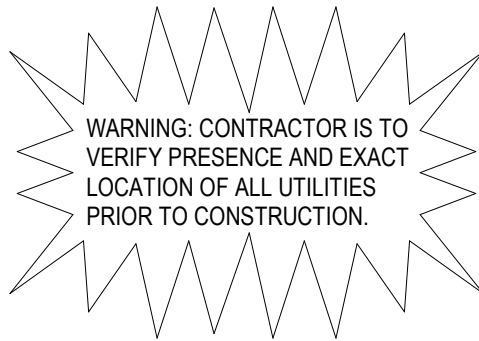 WARNING: CONTRACTOR IS TO
VERIFY PRESENCE AND EXACT
LOCATION OF ALL UTILITIES
PRIOR TO CONSTRUCTION.